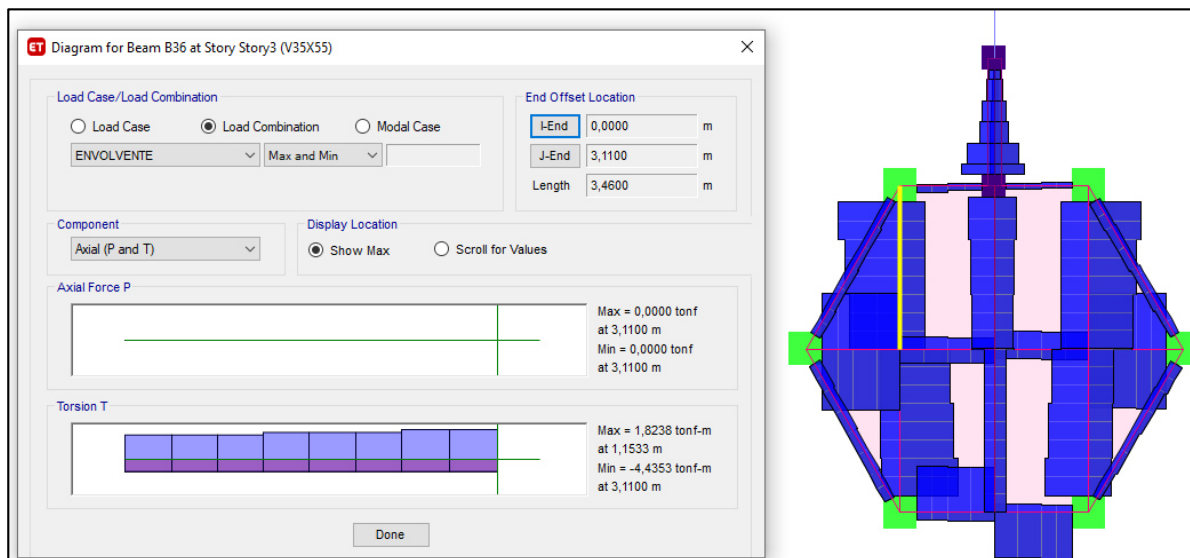 ET Diagram for Beam B36 at Story Story3 (V35X55)
Load Case/Load Combination
Load Case Load Combination Modal Case
ENVOLVENTE Max and Min
End Offset Location
I-End 0,0000 m
J-End 3,1100 m
Length 3,4600 m
Component
Axial (P and T)
Display Location
Show Max Scroll for Values
Axial Force P
Max = 0,0000 tonf
at 3,1100 m
Min = 0,0000 tonf
at 3,1100 m
Torsion T
Max = 1,8238 tonf-m
at 1,1533 m
Min = -4,4353 tonf-m
at 3,1100 m
Done